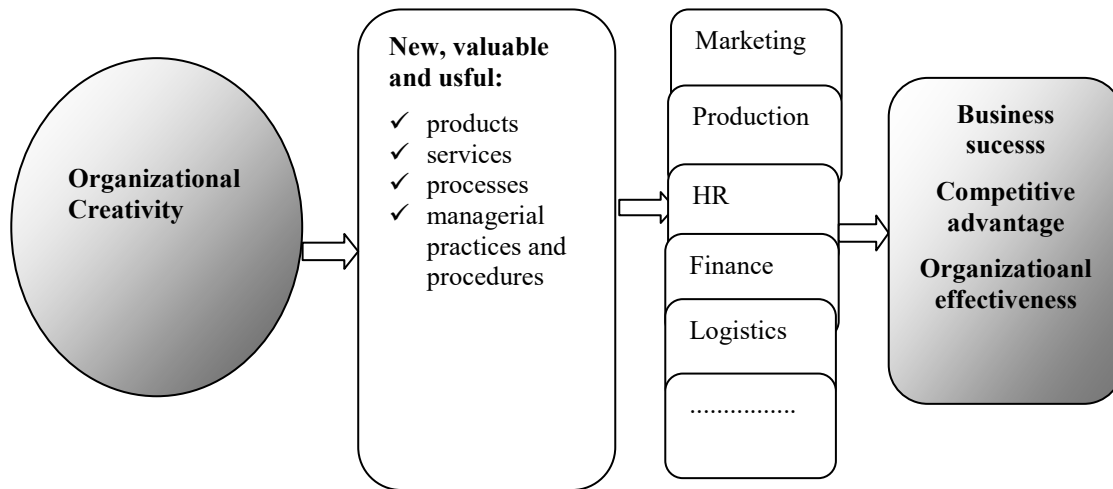 Organizational
Creativity
New, valuable
and usful:
✓ products
✓ services
✓ processes
✓ managerial
practices and
procedures
Marketing
Production
HR
Finance
Logistics
................
Business
sucesss
Competitive
advantage
Organizatioanl
effectiveness